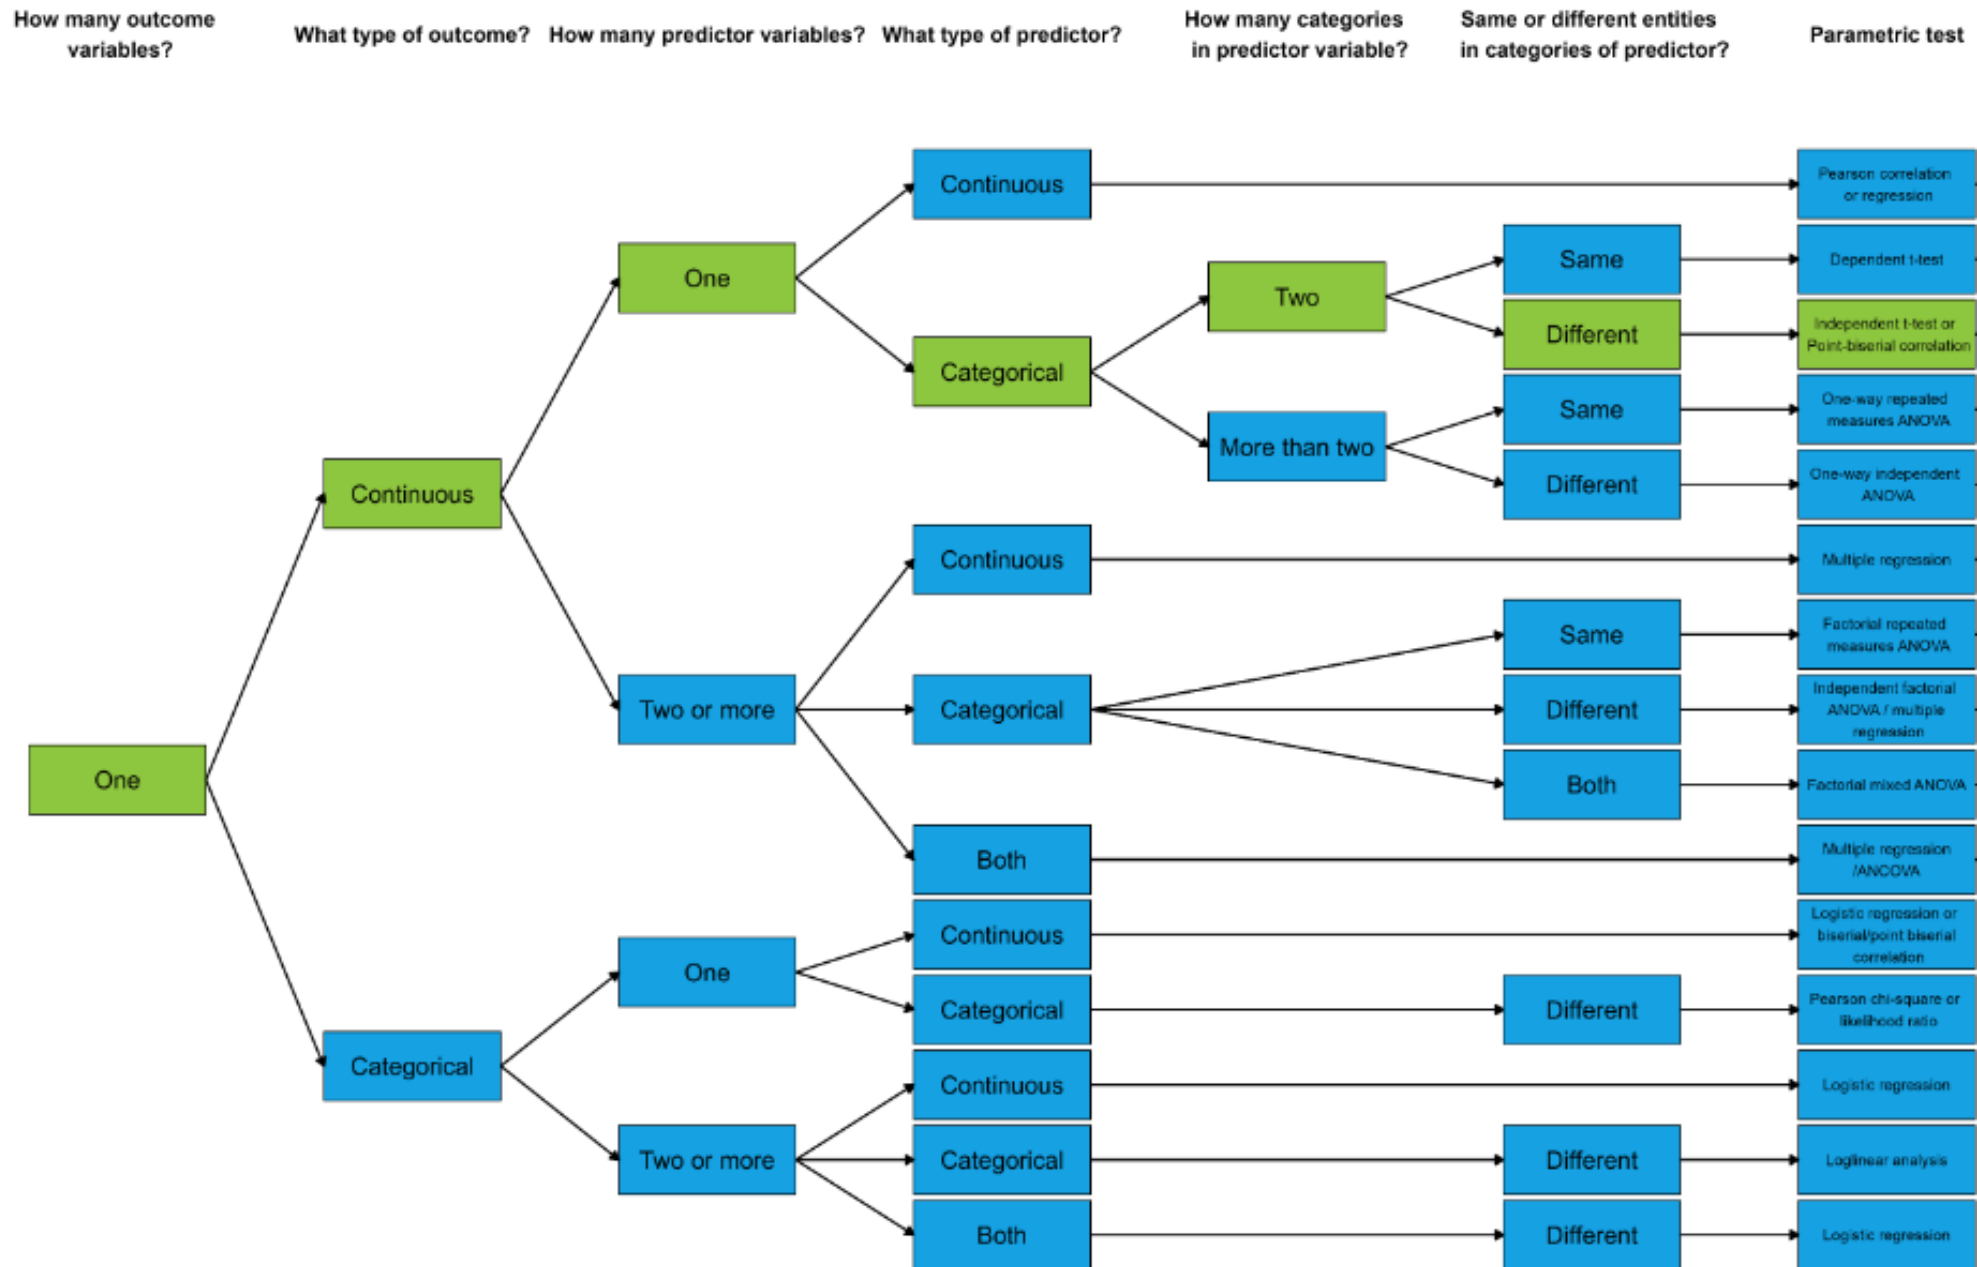 How many outcome
variables?
What type of outcome?
How many predictor variables?
What type of predictor?
How many categories
in predictor variable?
Same or different entities
in categories of predictor?
Parametric test
Continuous
Pearson correlation
or regression
One
Two
Same
Dependent t-test
Different
Independent t-test or
Point-biserial correlation
Categorical
More than two
Same
One-way repeated
measures ANOVA
Different
One-way independent
ANOVA
Continuous
Continuous
Multiple regression
Two or more
Categorical
Same
Factorial repeated
measures ANOVA
Different
Independent factorial
ANOVA / multiple
regression
Both
Factorial mixed ANOVA
One
Both
Multiple regression
/ANCOVA
Categorical
One
Continuous
Logistic regression or
biserial/point biserial
correlation
Categorical
Different
Pearson chi-square or
likelihood ratio
Two or more
Continuous
Logistic regression
Categorical
Different
Loglinear analysis
Both
Different
Logistic regression